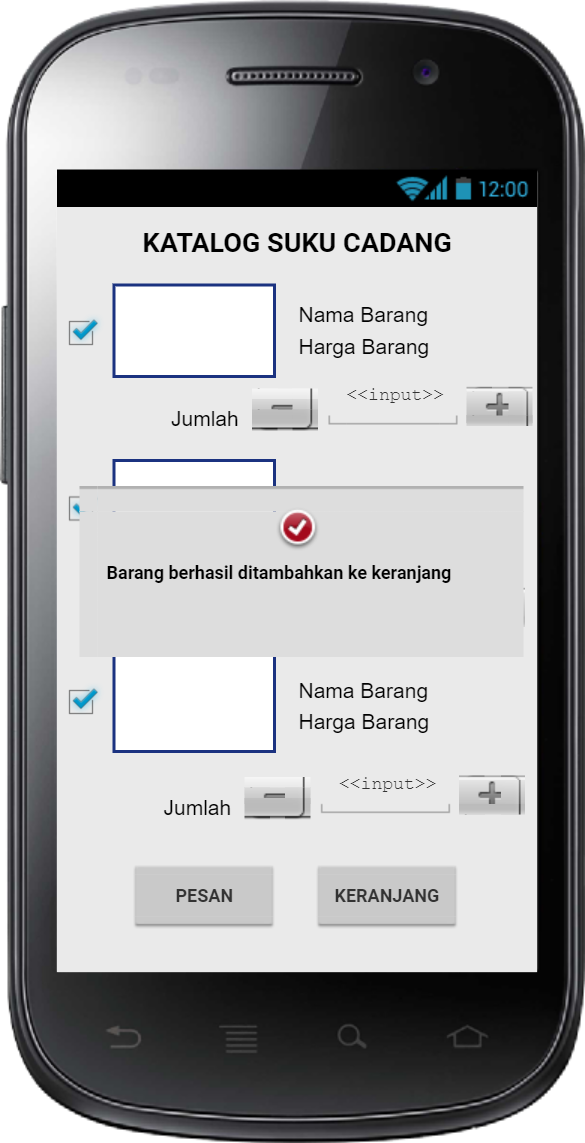 12:00
KATALOG SUKU CADANG
Nama Barang
Harga Barang
Jumlah
<<input>>
Barang berhasil ditambahkan ke keranjang
Nama Barang
Harga Barang
Jumlah
<<input>>
PESAN
KERANJANG